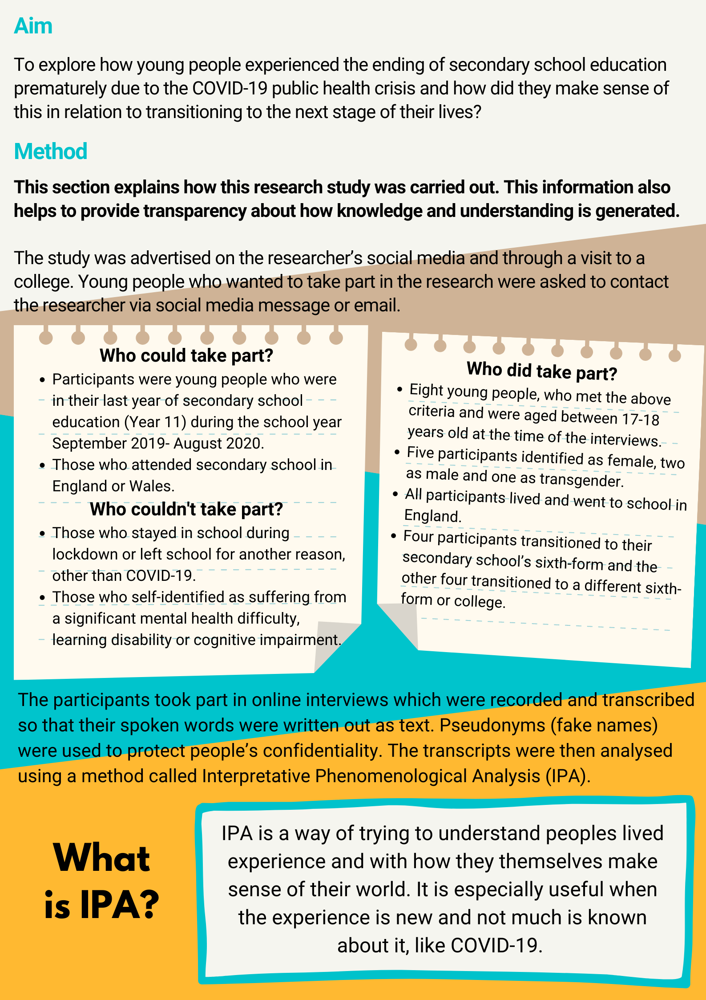 Aim
To explore how young people experienced the ending of secondary school education
prematurely due to the COVID-19 public health crisis and how did they make sense of
this in relation to transitioning to the next stage of their lives?
Method
This section explains how this research study was carried out. This information also
helps to provide transparency about how knowledge and understanding is generated.
The study was advertised on the researcher’s social media and through a visit to a
college. Young people who wanted to take part in the research were asked to contact
the researcher via social media message or email.
Who could take part?
• Participants were young people who were
in their last year of secondary school
education (Year 11) during the school year
September 2019- August 2020.
• Those who attended secondary school in
England or Wales.
Who couldn't take part?
• Those who stayed in school during
lockdown or left school for another reason,
other than COVID-19.
• Those who self-identified as suffering from
a significant mental health difficulty,
learning disability or cognitive impairment.
Who did take part?
• Eight young people, who met the above
criteria and were aged between 17-18
years old at the time of the interviews.
• Five participants identified as female, two
as male and one as transgender.
• All participants lived and went to school in
England.
• Four participants transitioned to their
secondary school’s sixth-form and the
other four transitioned to a different sixth-
form or college.
The participants took part in online interviews which were recorded and transcribed
so that their spoken words were written out as text. Pseudonyms (fake names)
were used to protect people’s confidentiality. The transcripts were then analysed
using a method called Interpretative Phenomenological Analysis (IPA).
What
is IPA?
IPA is a way of trying to understand peoples lived
experience and with how they themselves make
sense of their world. It is especially useful when
the experience is new and not much is known
about it, like COVID-19.